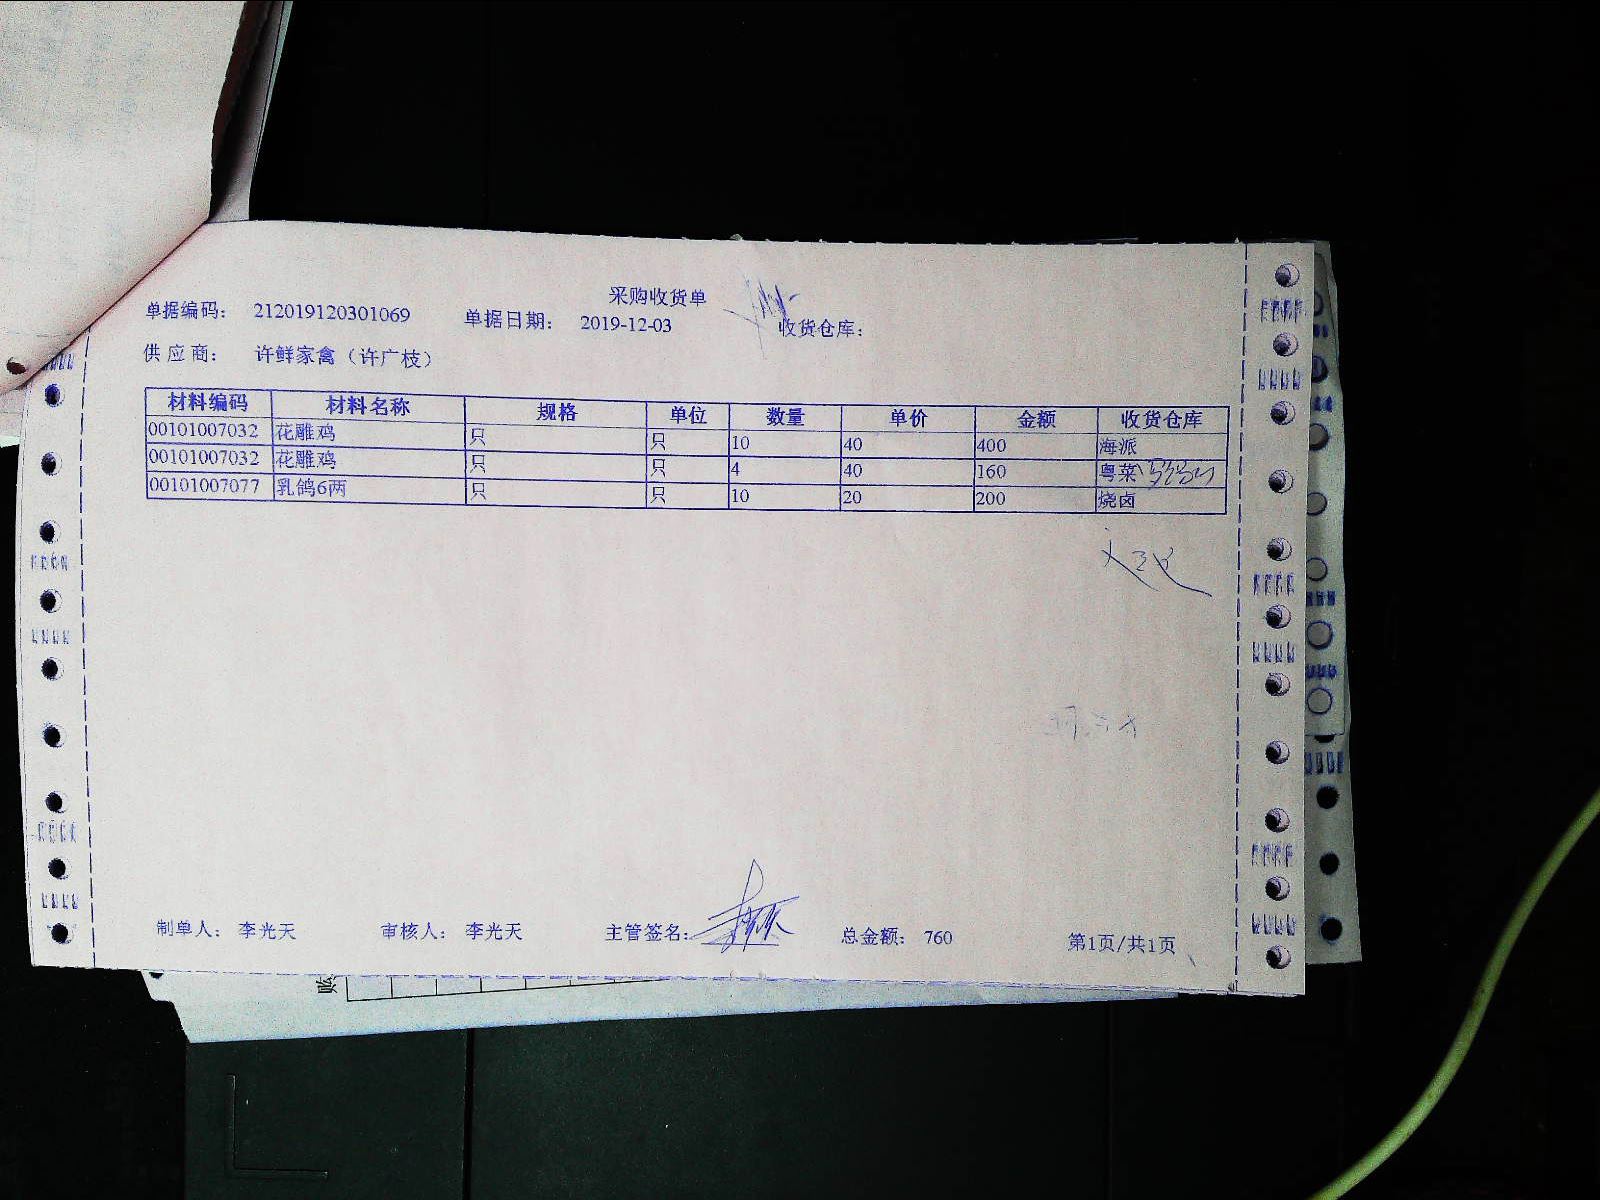 采购收货单
单据编码： 212019120301069 单据日期： 2019-12-03 收货仓库：
供应商： 许鲜家禽（许广枝）
材料编码 材料名称 规格 单位 数量 单价 金额 收货仓库
00101007032 花雕鸡 只 只 10 40 400 海派
00101007032 花雕鸡 只 只 4 40 160 粤菜
00101007077 乳鸽6两 只 只 10 20 200 烧卤
制单人： 李光天 审核人： 李光天 主管签名： 总金额： 760 第1页/共1页